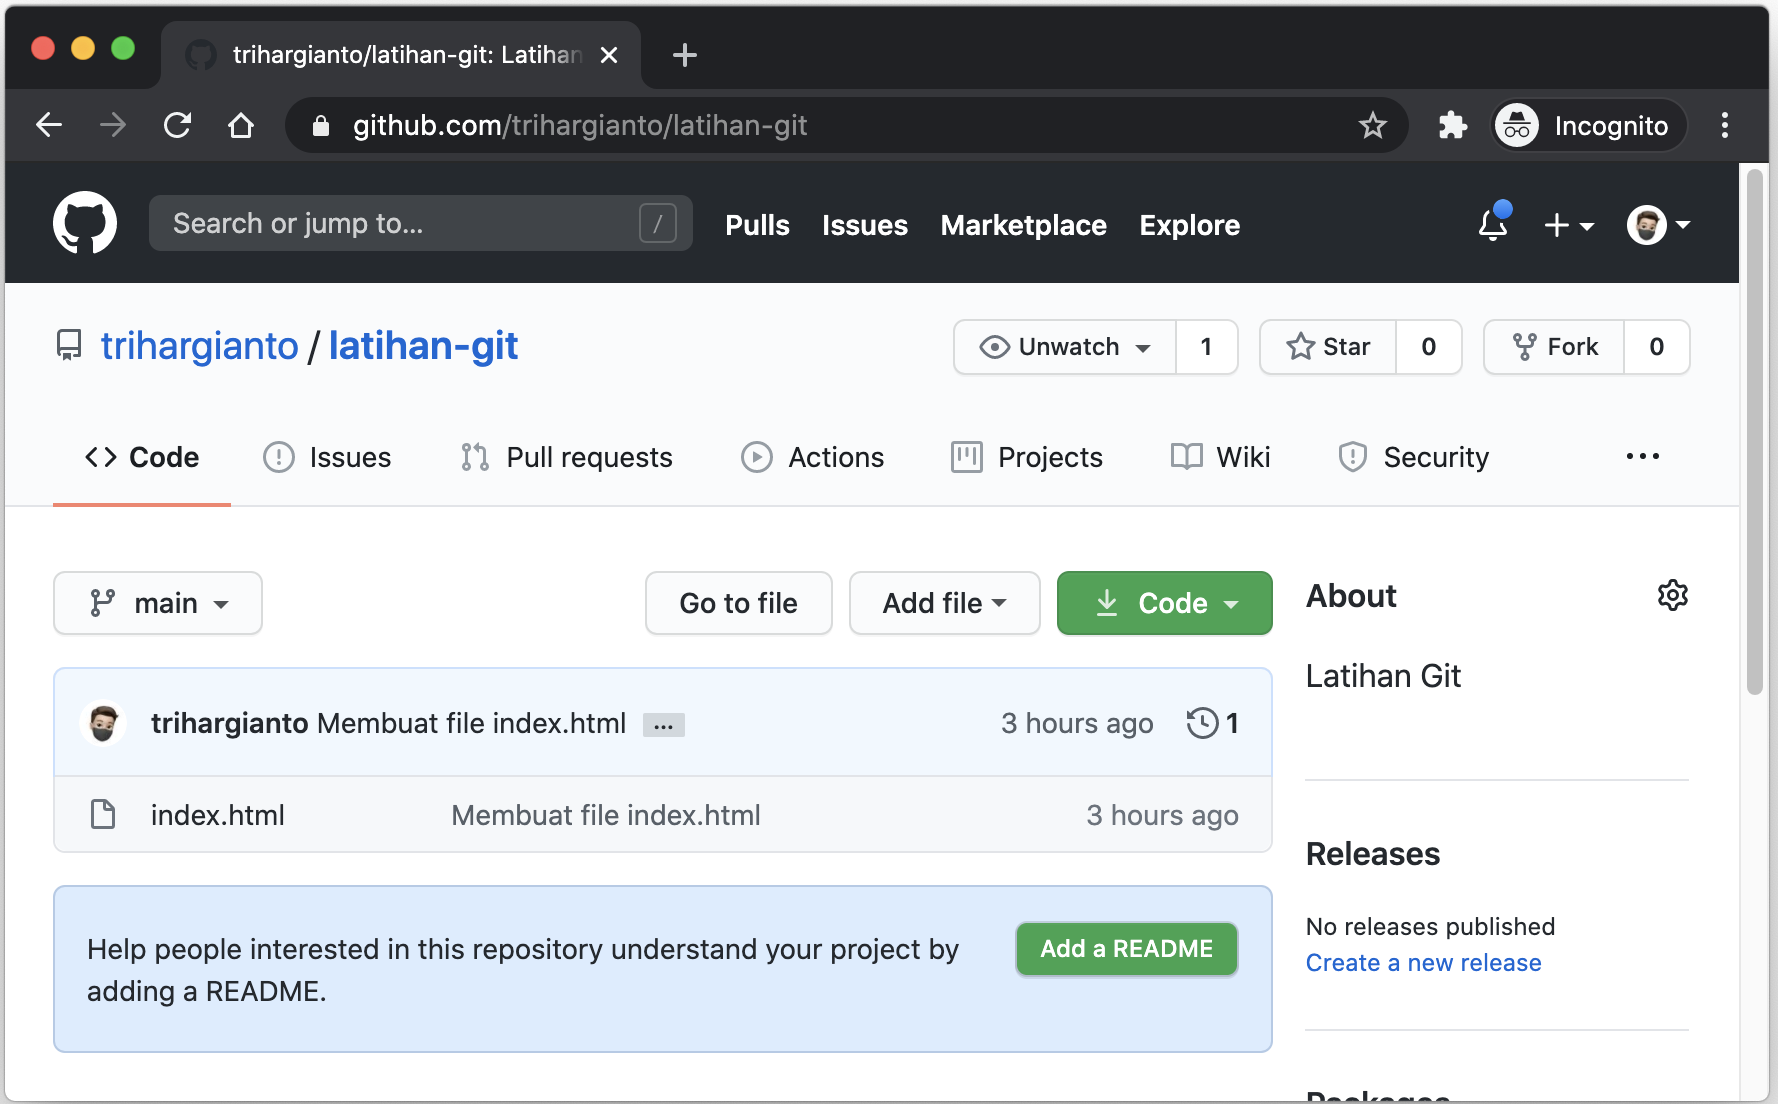 trihargianto/latihan-git: Latihan
github.com/trihargianto/latihan-git
Incognito
Search or jump to...
/
Pulls
Issues
Marketplace
Explore
trihargianto / latihan-git
Unwatch
1
Star
0
Fork
0
Code
Issues
Pull requests
Actions
Projects
Wiki
Security
main
Go to file
Add file
Code
trihargianto Membuat file index.html ...
3 hours ago
1
index.html
Membuat file index.html
3 hours ago
Help people interested in this repository understand your project by
adding a README.
Add a README
About
Latihan Git
Releases
No releases published
Create a new release
Packages